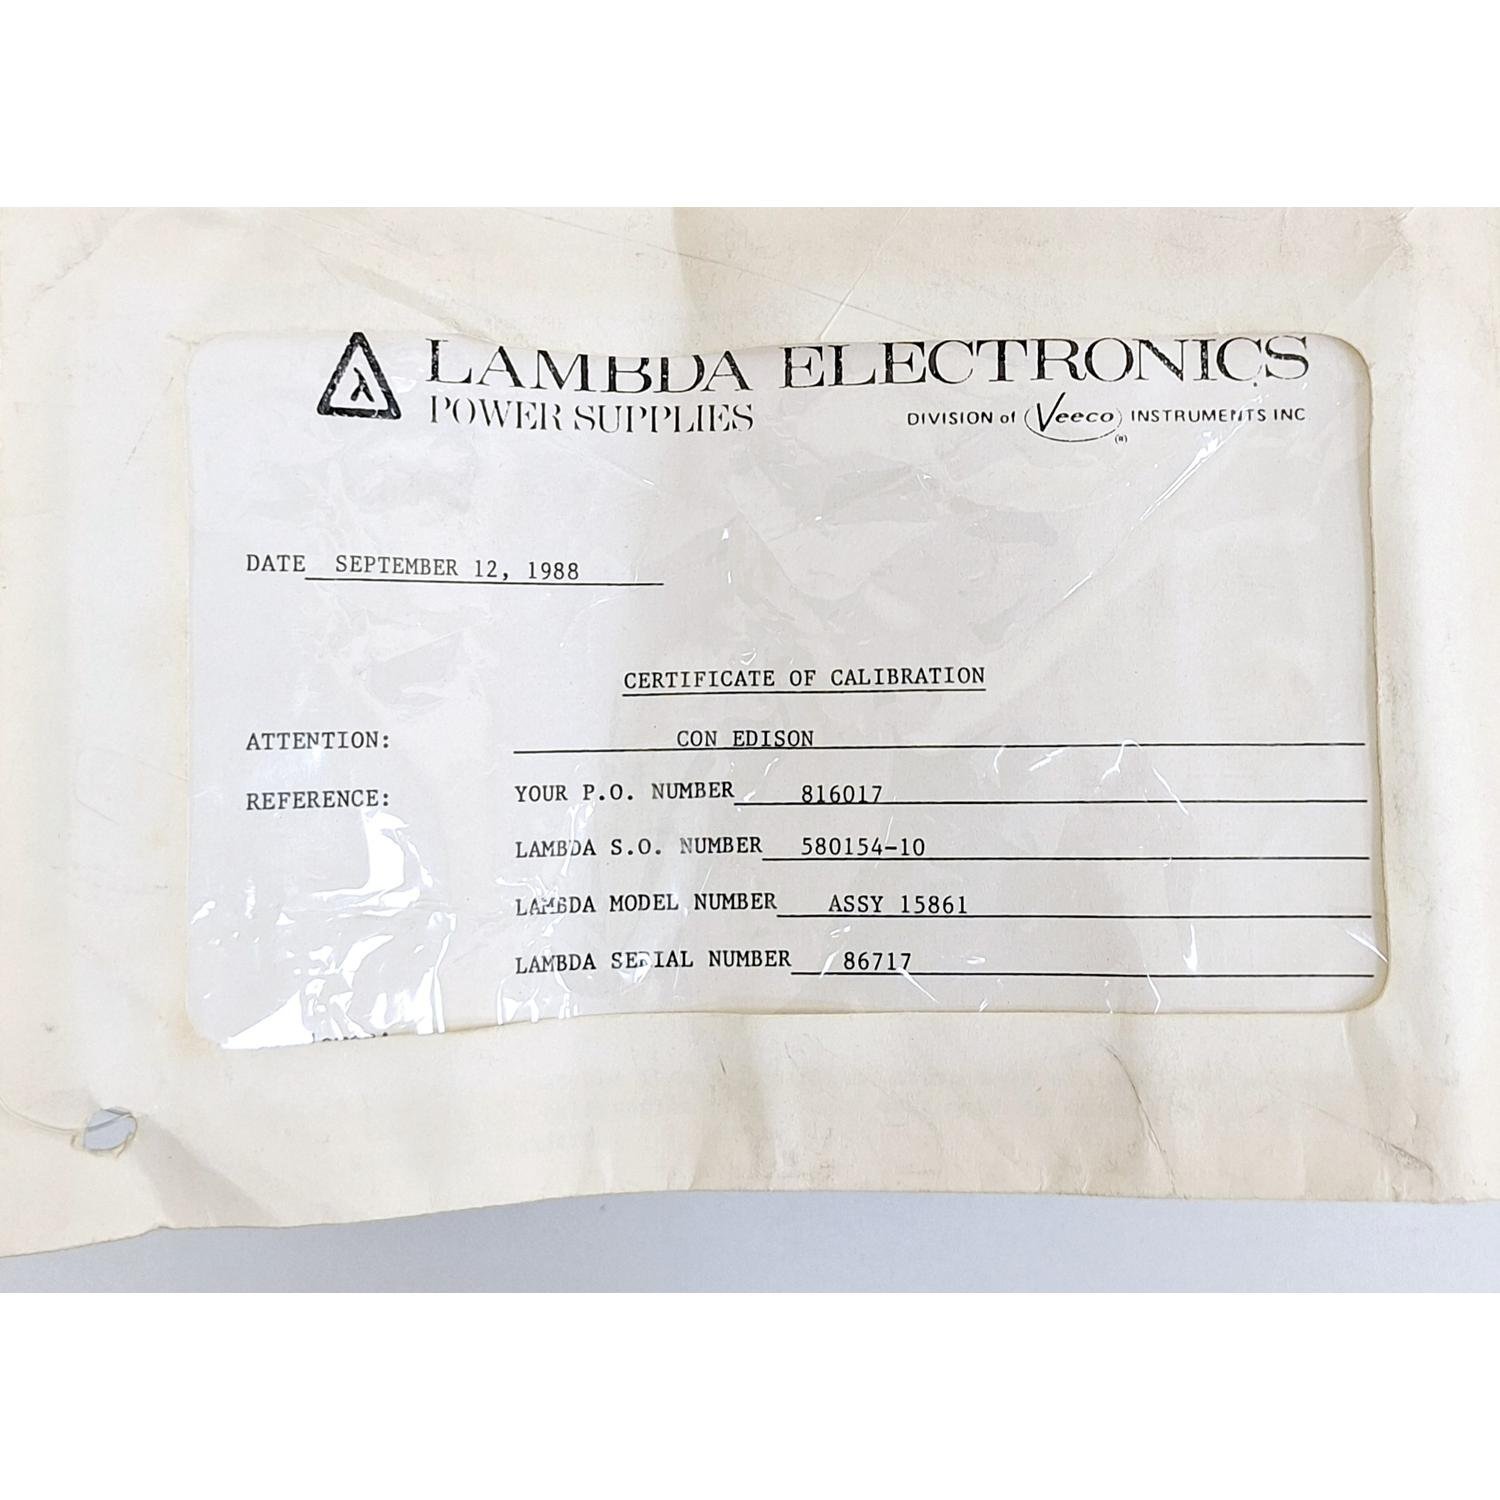 λ LAMBDA ELECTRONICS
POWER SUPPLIES
DIVISION of Veeco INSTRUMENTS INC
(R)
DATE SEPTEMBER 12, 1988
CERTIFICATE OF CALIBRATION
ATTENTION: CON EDISON
REFERENCE: YOUR P.O. NUMBER 816017
LAMBDA S.O. NUMBER 580154-10
LAMBDA MODEL NUMBER ASSY 15861
LAMBDA SERIAL NUMBER 86717